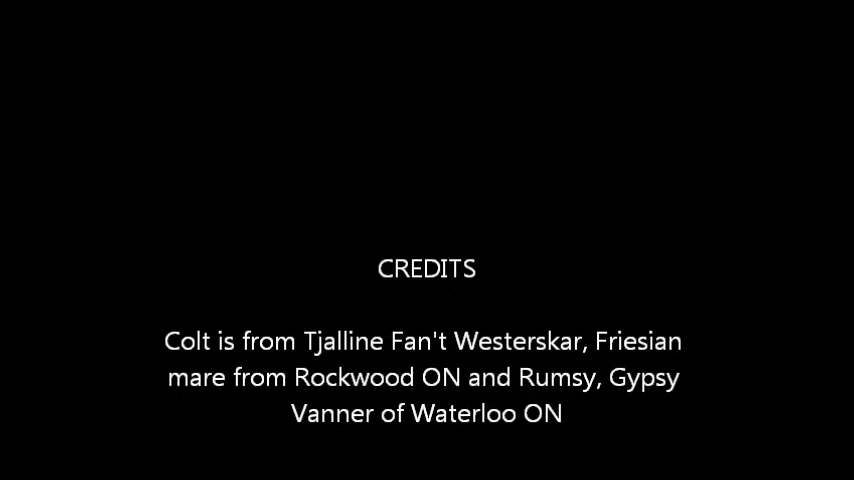 CREDITS
Colt is from Tjalline Fan't Westerskar, Friesian
mare from Rockwood ON and Rumsy, Gypsy
Vanner of Waterloo ON